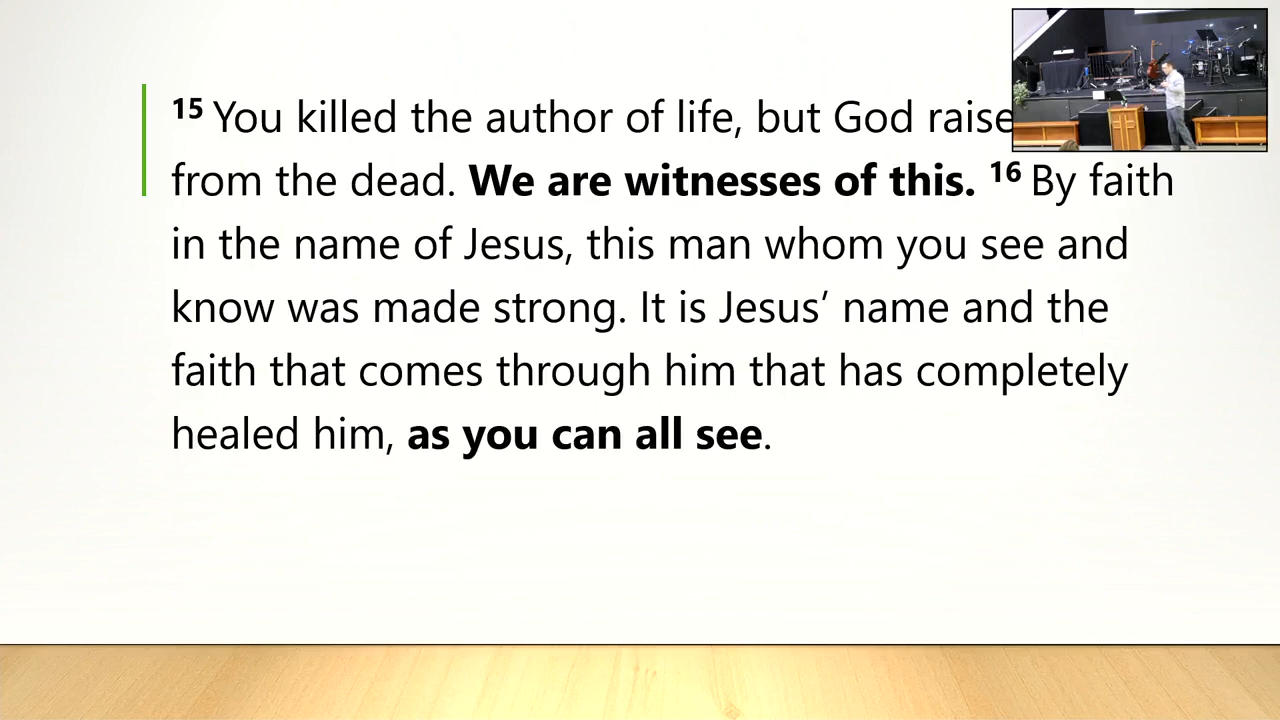 15 You killed the author of life, but God raise
from the dead. We are witnesses of this. 16 By faith
in the name of Jesus, this man whom you see and
know was made strong. It is Jesus’ name and the
faith that comes through him that has completely
healed him, as you can all see.